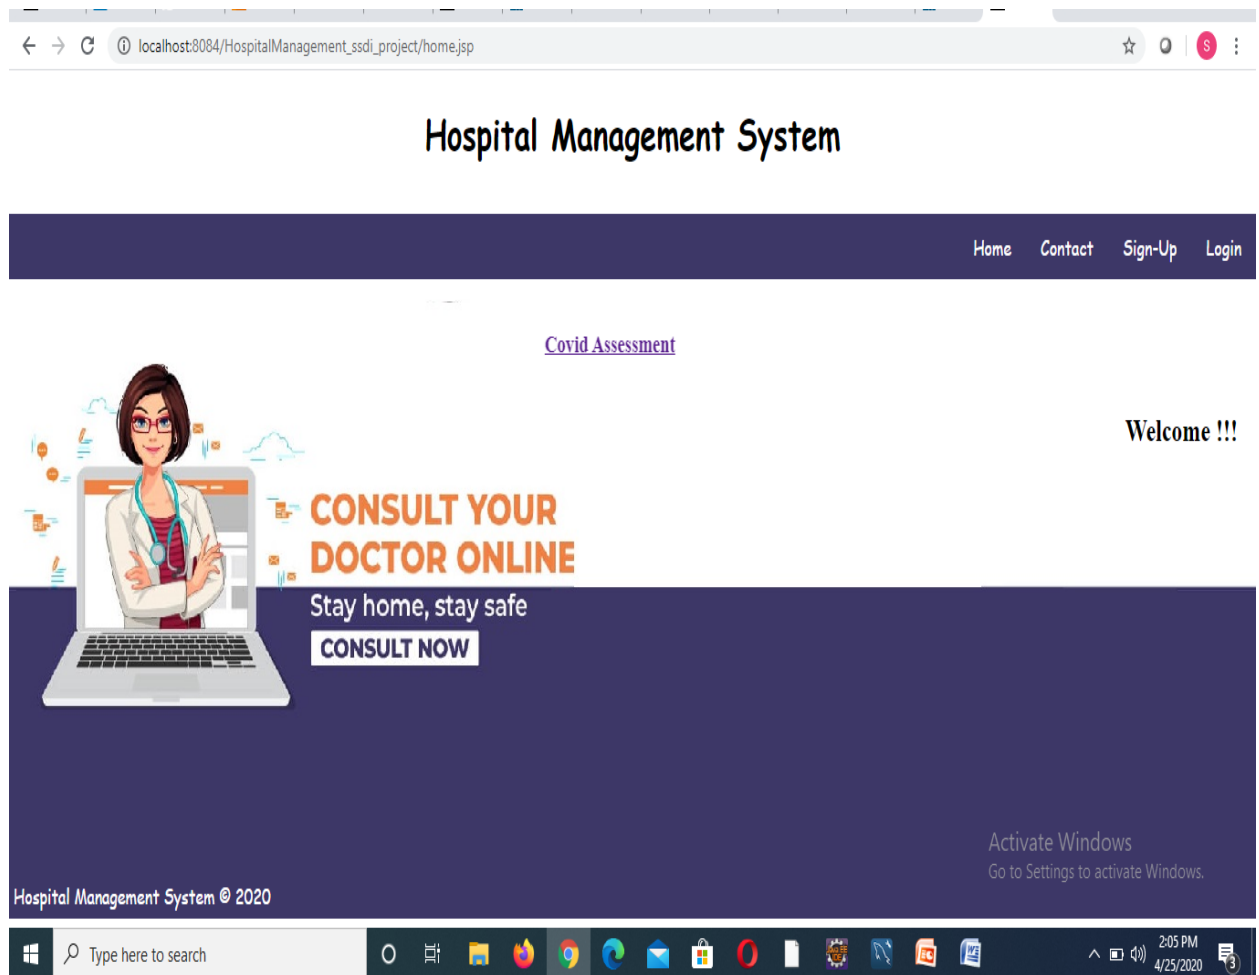 localhost:8084/HospitalManagement_ssdi_project/home.jsp
S
Hospital Management System
Home Contact Sign-Up Login
Covid Assessment
Welcome !!!
CONSULT YOUR
DOCTOR ONLINE
Stay home, stay safe
CONSULT NOW
Activate Windows
Go to Settings to activate Windows.
Hospital Management System © 2020
Type here to search
2:05 PM
4/25/2020
3